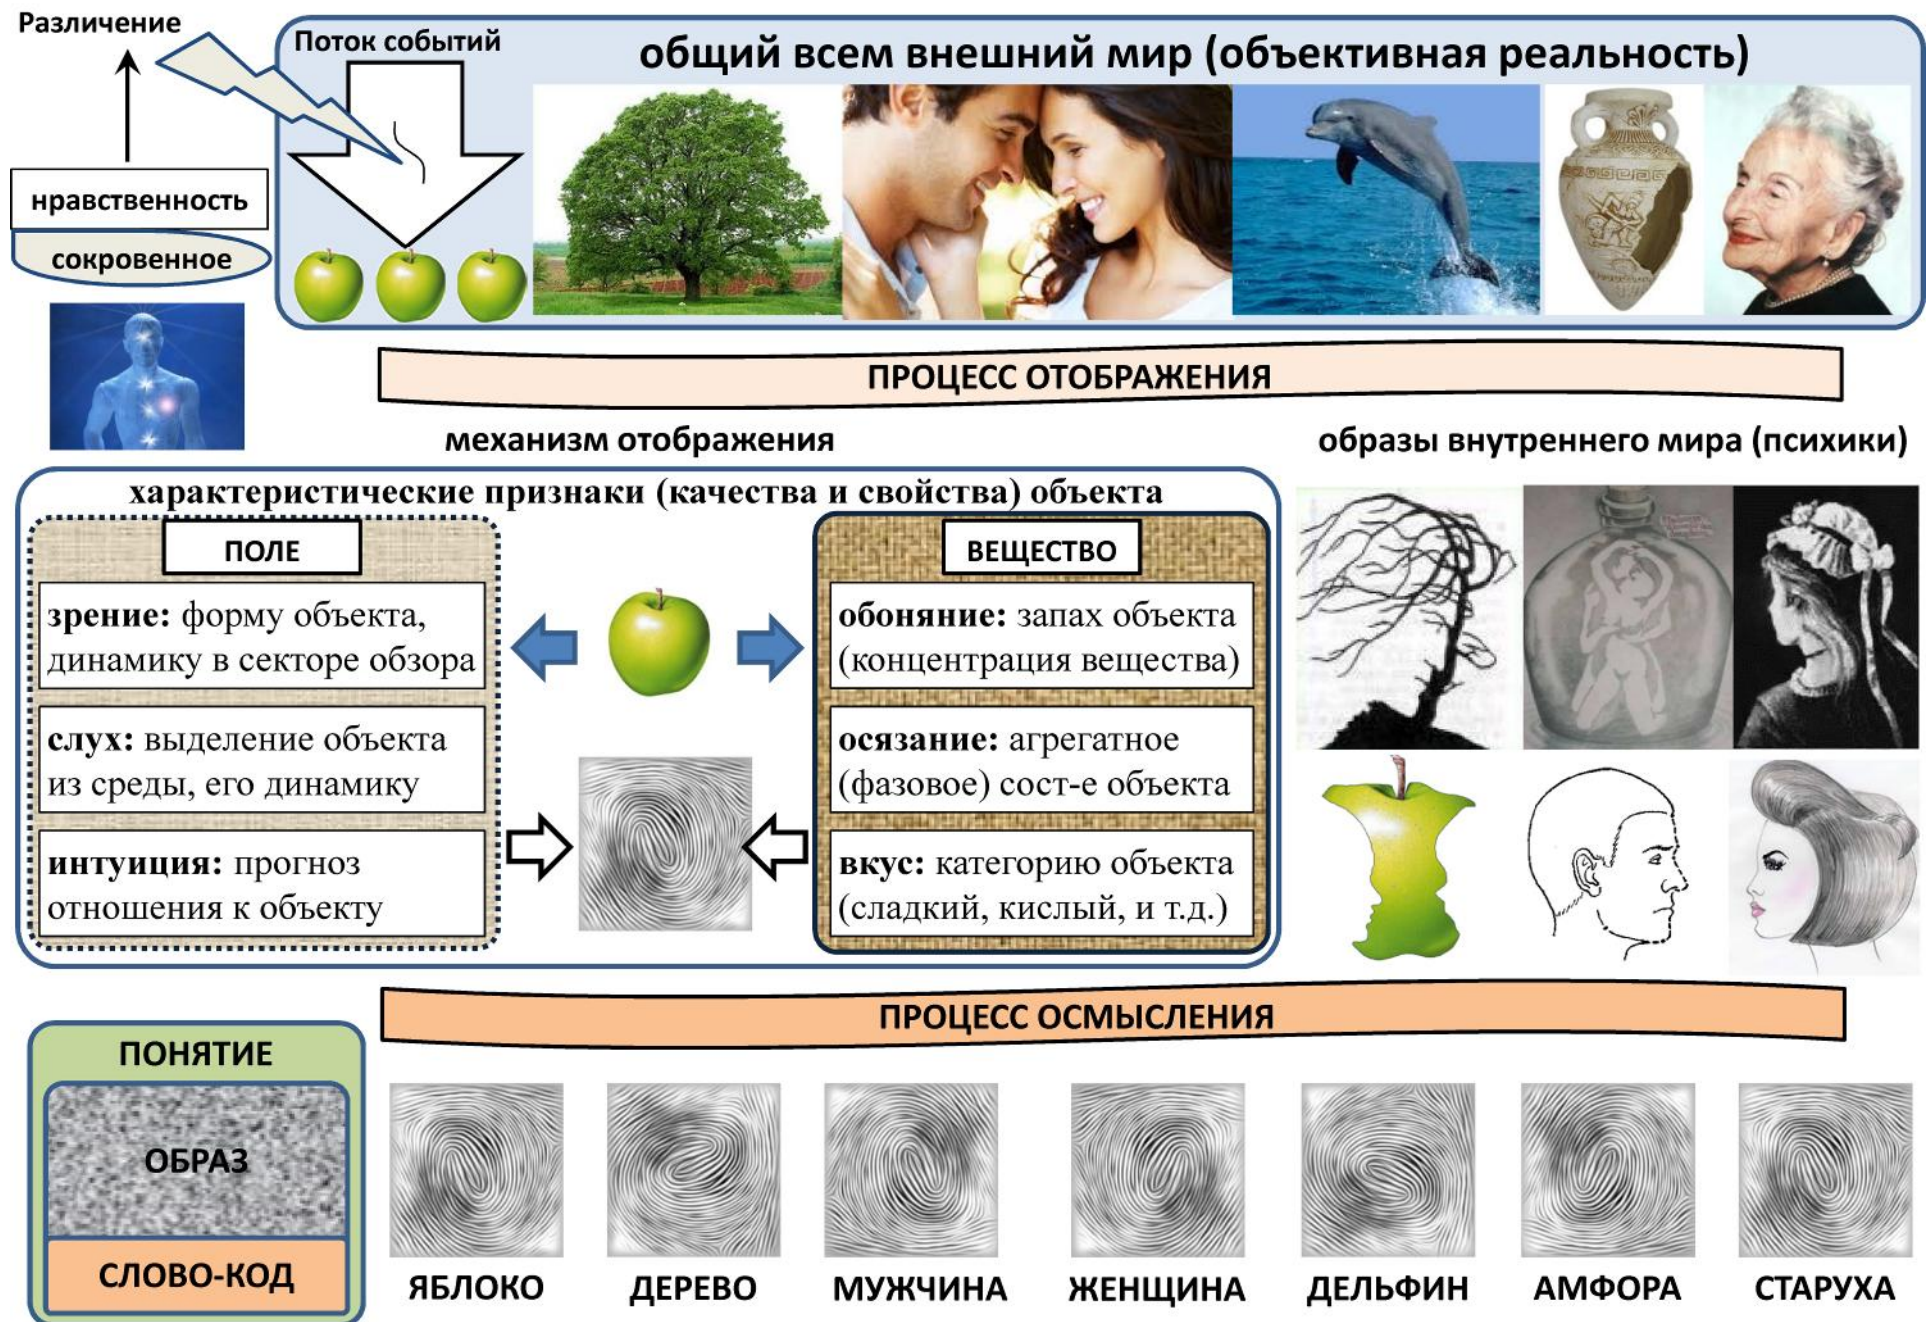 Различение
Поток событий
общий всем внешний мир (объективная реальность)
нравственность
сокровенное
ПРОЦЕСС ОТОБРАЖЕНИЯ
механизм отображения
образы внутреннего мира (психики)
характеристические признаки (качества и свойства) объекта
ПОЛЕ
зрение: форму объекта,
динамику в секторе обзора
слух: выделение объекта
из среды, его динамику
интуиция: прогноз
отношения к объекту
ВЕЩЕСТВО
обоняние: запах объекта
(концентрация вещества)
осязание: агрегатное
(фазовое) сост-е объекта
вкус: категорию объекта
(сладкий, кислый, и т.д.)
ПРОЦЕСС ОСМЫСЛЕНИЯ
ПОНЯТИЕ
ОБРАЗ
СЛОВО-КОД
ЯБЛОКО
ДЕРЕВО
МУЖЧИНА
ЖЕНЩИНА
ДЕЛЬФИН
АМФОРА
СТАРУХА